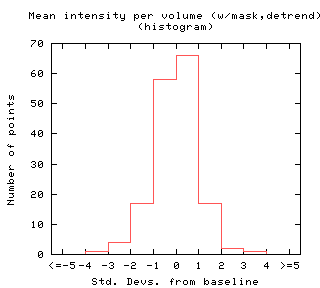 Mean intensity per volume (w/mask,detrend)
(histogram)
70
60
50
40
30
20
10
0
Number of points
<=-5 -4 -3 -2 -1 0 1 2 3 4 >=5
Std. Devs. from baseline